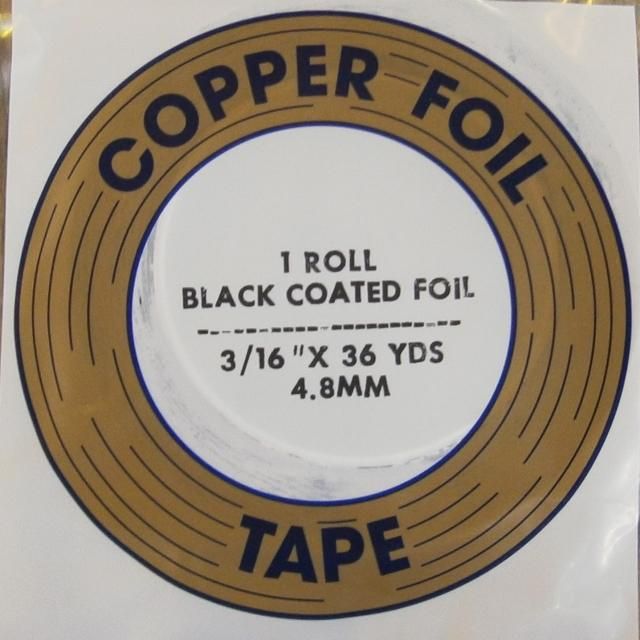 COPPER FOIL
1 ROLL
BLACK COATED FOIL
3/16"X 36 YDS
4.8MM
TAPE